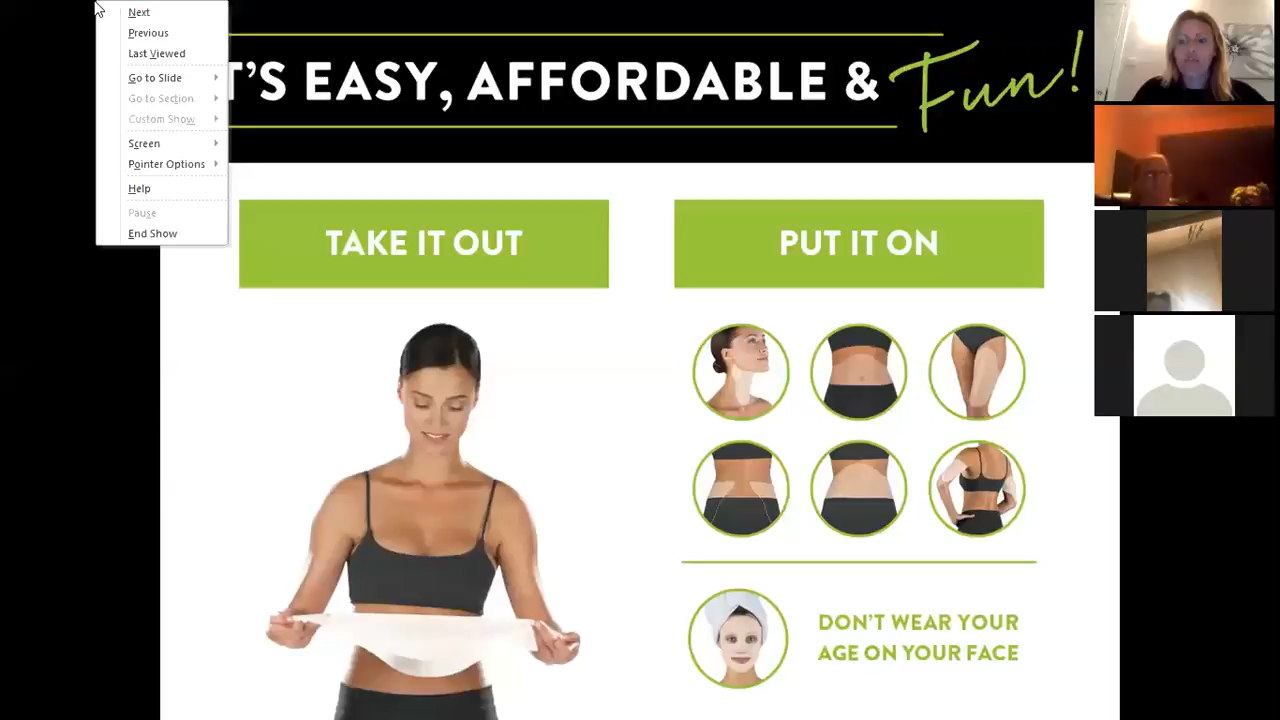 Next
Previous
Last Viewed
Go to Slide
Go to Section
Custom Show
Screen
Pointer Options
Help
Pause
End Show
T'S EASY, AFFORDABLE & Fun!
TAKE IT OUT
PUT IT ON
DON'T WEAR YOUR
AGE ON YOUR FACE